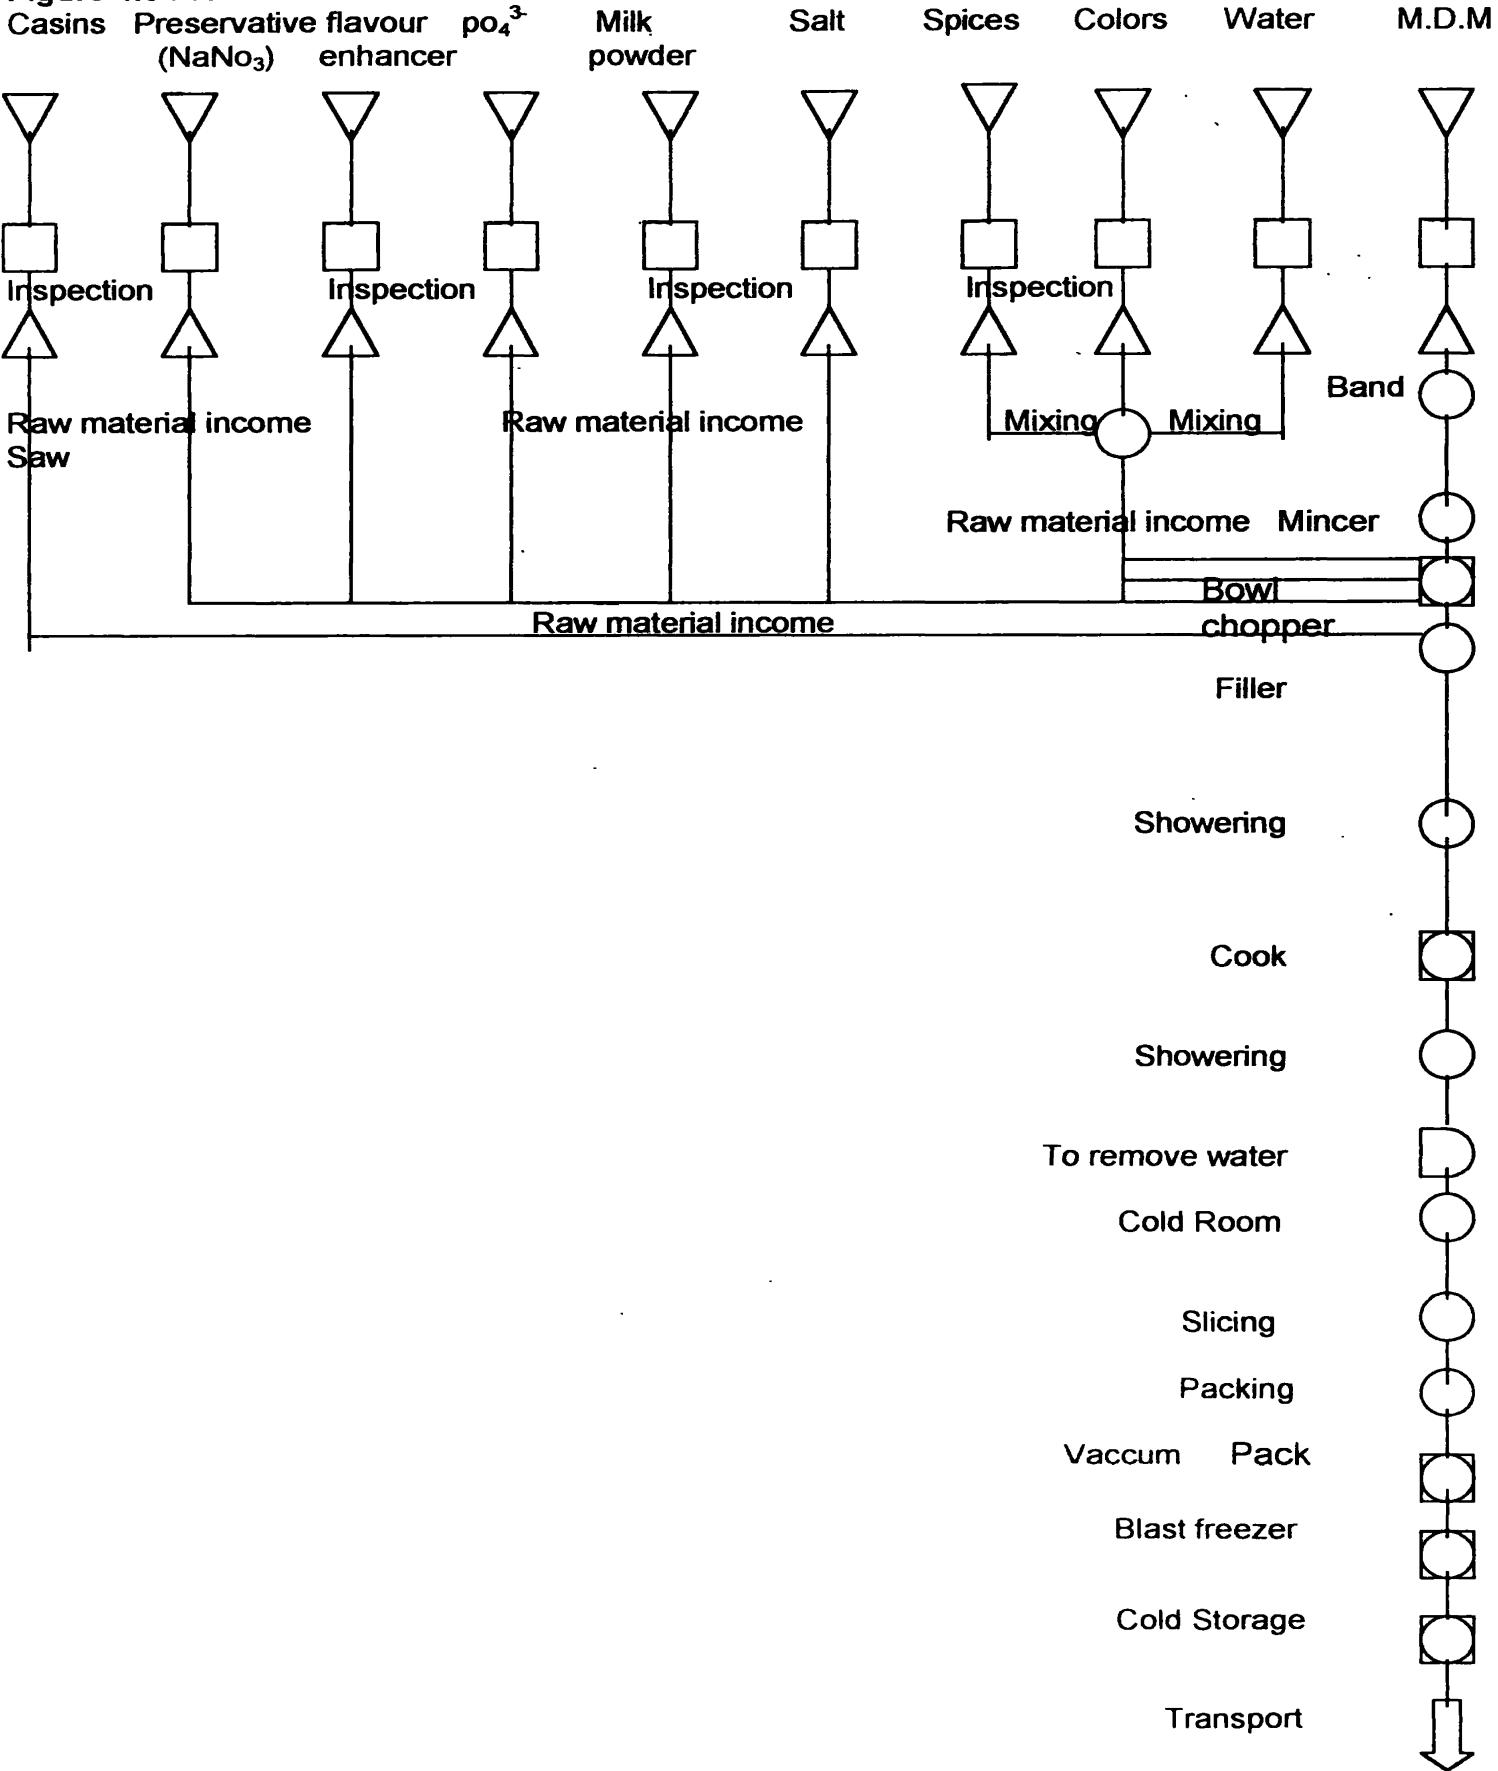 Casins Preservative flavour po₄³⁻ Milk Salt Spices Colors Water M.D.M
(NaNo₃) enhancer powder
Inspection Inspection Inspection Inspection
Band
Raw material income Raw material income Mixing Mixing
Saw
Raw material income Mincer
Bowl
Raw material income chopper
Filler
Showering
Cook
Showering
To remove water
Cold Room
Slicing
Packing
Vaccum Pack
Blast freezer
Cold Storage
Transport